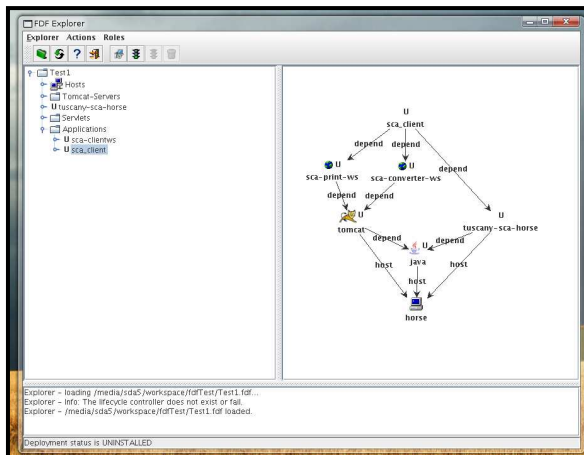 FDF Explorer
Explorer Actions Roles
Test1
Hosts
Tomcat-Servers
U tuscany-sca-horse
Servlets
Applications
U sca-clientws
U sca_client
U
sca_client
depend depend
depend
U
U
sca-print-ws
sca-converter-ws
U
depend depend
tuscany-sca-horse
U
tomcat
depend
depend
U
java
host
host
host
horse
Explorer – loading /media/sda5/workspace/fdfTest/Test1.fdf...
Explorer – Info: The lifecycle controller does not exist or fail.
Explorer – /media/sda5/workspace/fdfTest/Test1.fdf loaded.
Deployment status is UNINSTALLED